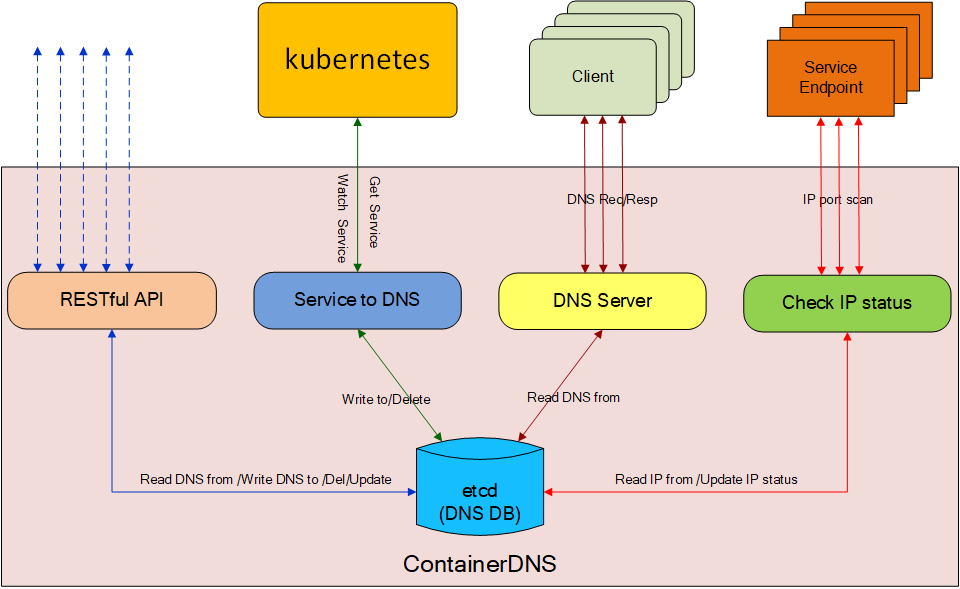 kubernetes
Client
Service
Endpoint
Watch Service
Get Service
DNS Req/Resp
IP port scan
RESTful API
Service to DNS
DNS Server
Check IP status
Write to/Delete
Read DNS from
Read DNS from /Write DNS to /Del/Update
Read IP from /Update IP status
etcd
(DNS DB)
ContainerDNS